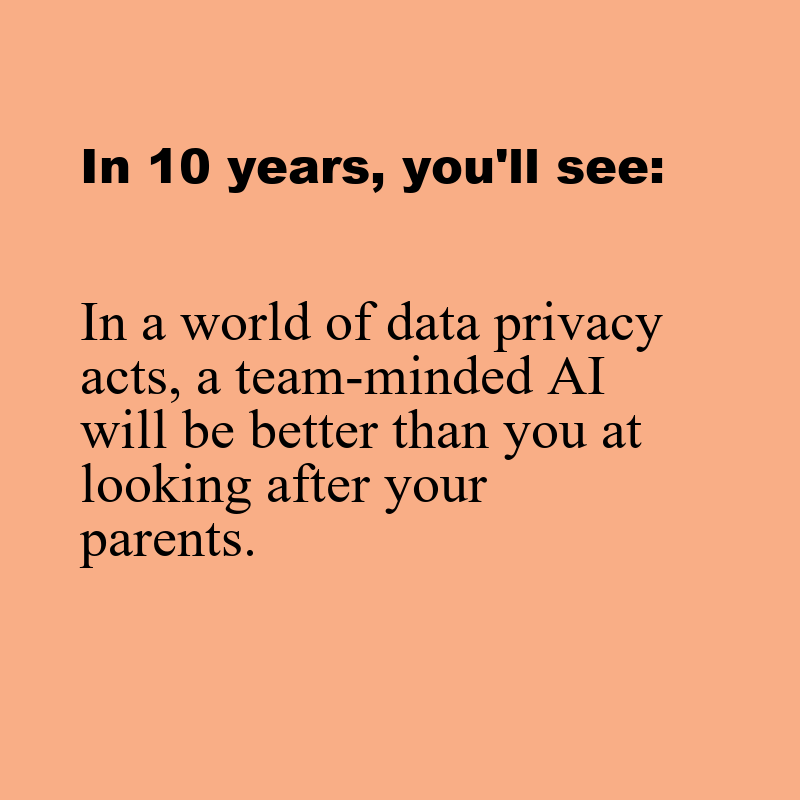 In 10 years, you'll see:
In a world of data privacy
acts, a team-minded AI
will be better than you at
looking after your
parents.